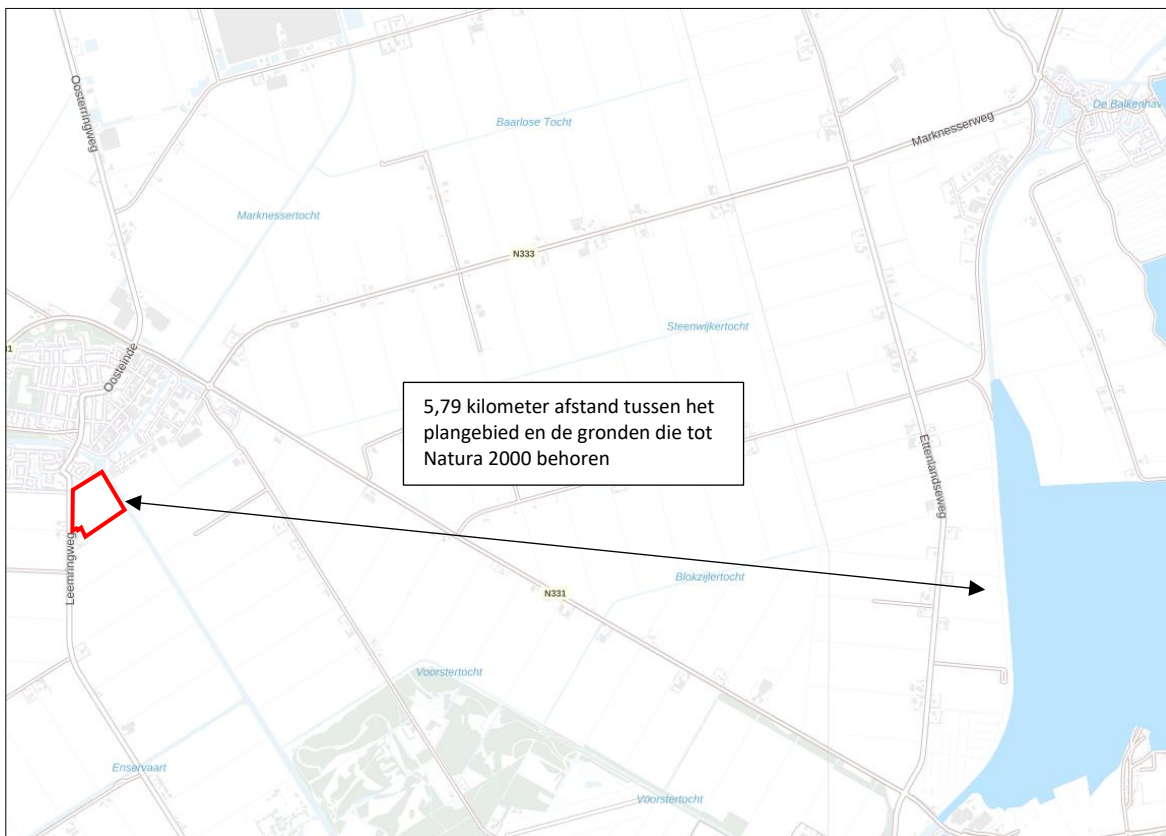 Oosterringweg
De Balkenhav
Marknesserweg
Baarlose Tocht
Marknessertocht
N333
Steenwijkertocht
31
Oosteinde
5,79 kilometer afstand tussen het
plangebied en de gronden die tot
Natura 2000 behoren
Ettenlandseweg
Leemringweg
Blokzijlertocht
N331
Voorstertocht
Enservaart
Voorstertocht